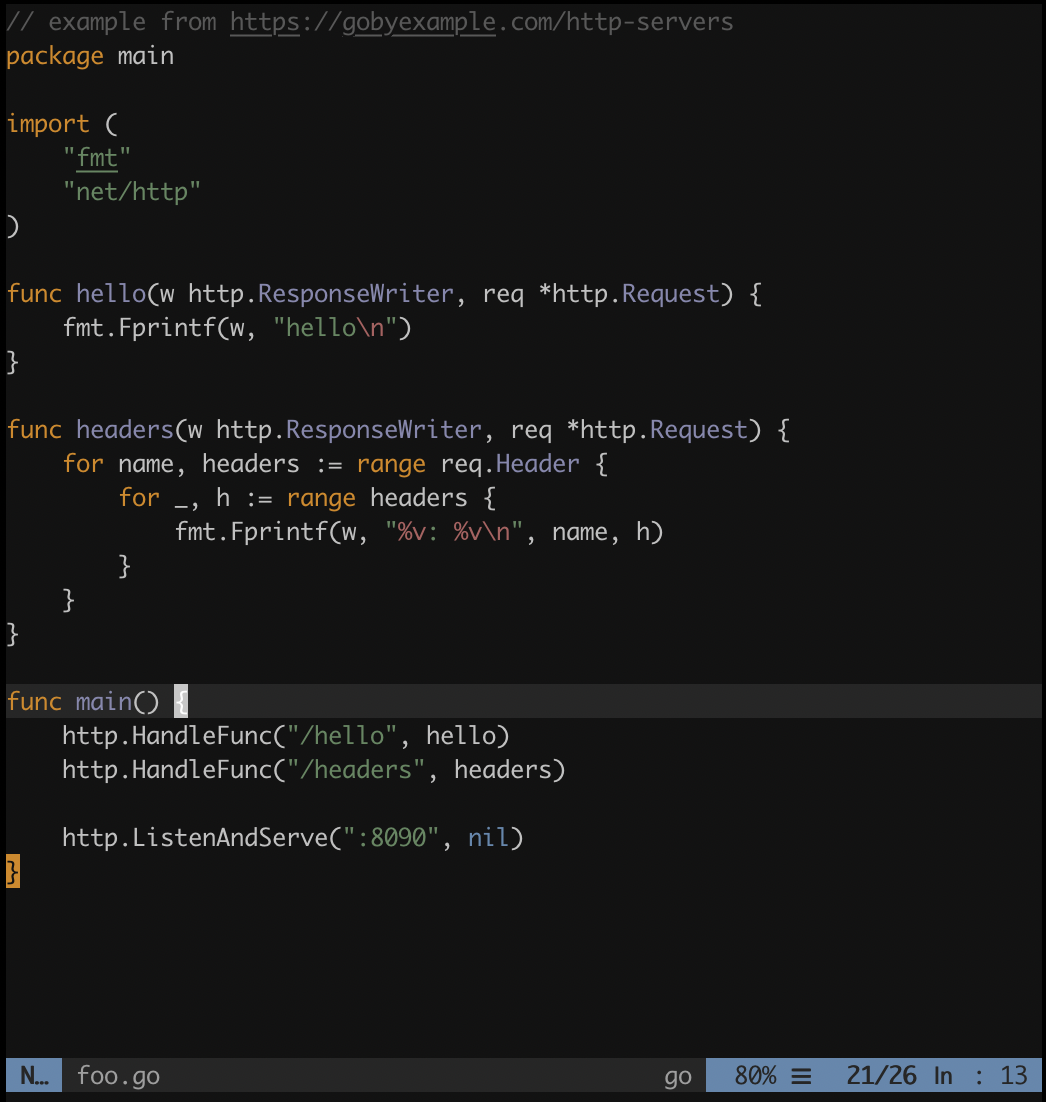 // example from https://gobyexample.com/http-servers
package main

import (
    "fmt"
    "net/http"
)

func hello(w http.ResponseWriter, req *http.Request) {
    fmt.Fprintf(w, "hello\n")
}

func headers(w http.ResponseWriter, req *http.Request) {
    for name, headers := range req.Header {
        for _, h := range headers {
            fmt.Fprintf(w, "%v: %v\n", name, h)
        }
    }
}

func main() {
    http.HandleFunc("/hello", hello)
    http.HandleFunc("/headers", headers)

    http.ListenAndServe(":8090", nil)
}
N… foo.go go 80% ☰ 21/26 ln : 13